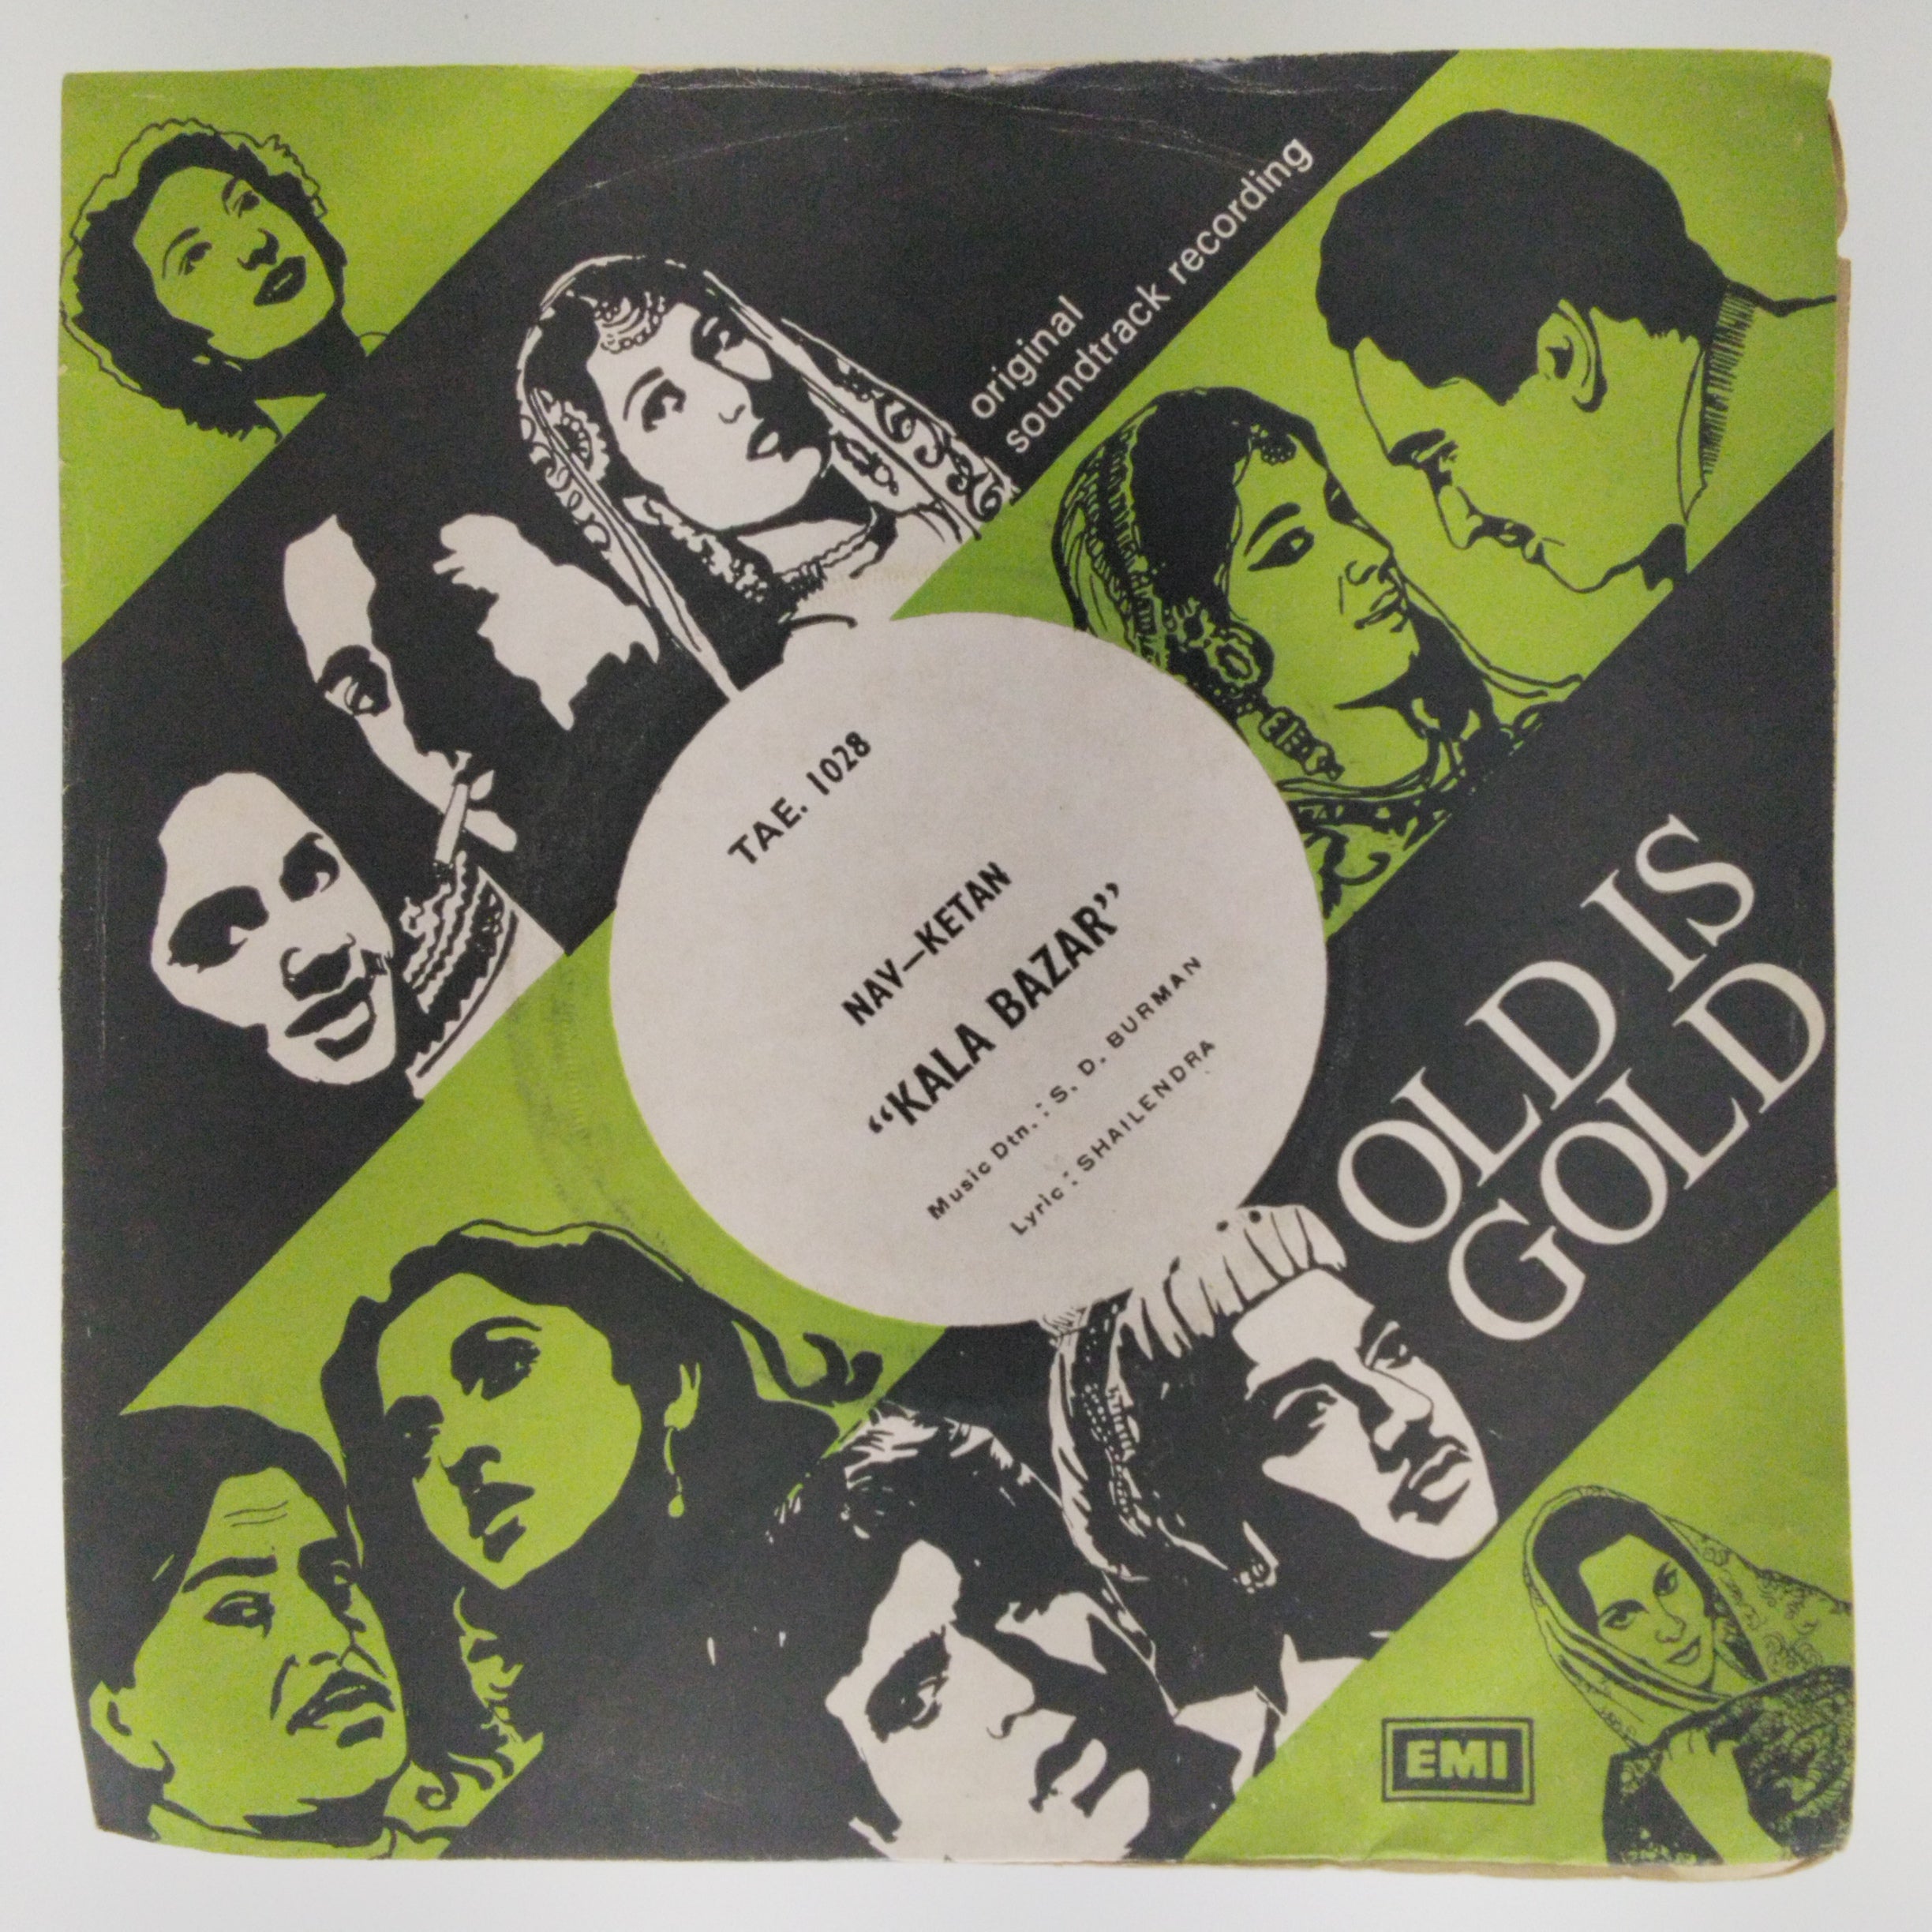 original
soundtrack recording
TAE. 1028
NAV–KETAN
“KALA BAZAR”
Music Dtn. : S. D. BURMAN
Lyric : SHAILENDRA
OLD IS
GOLD
EMI